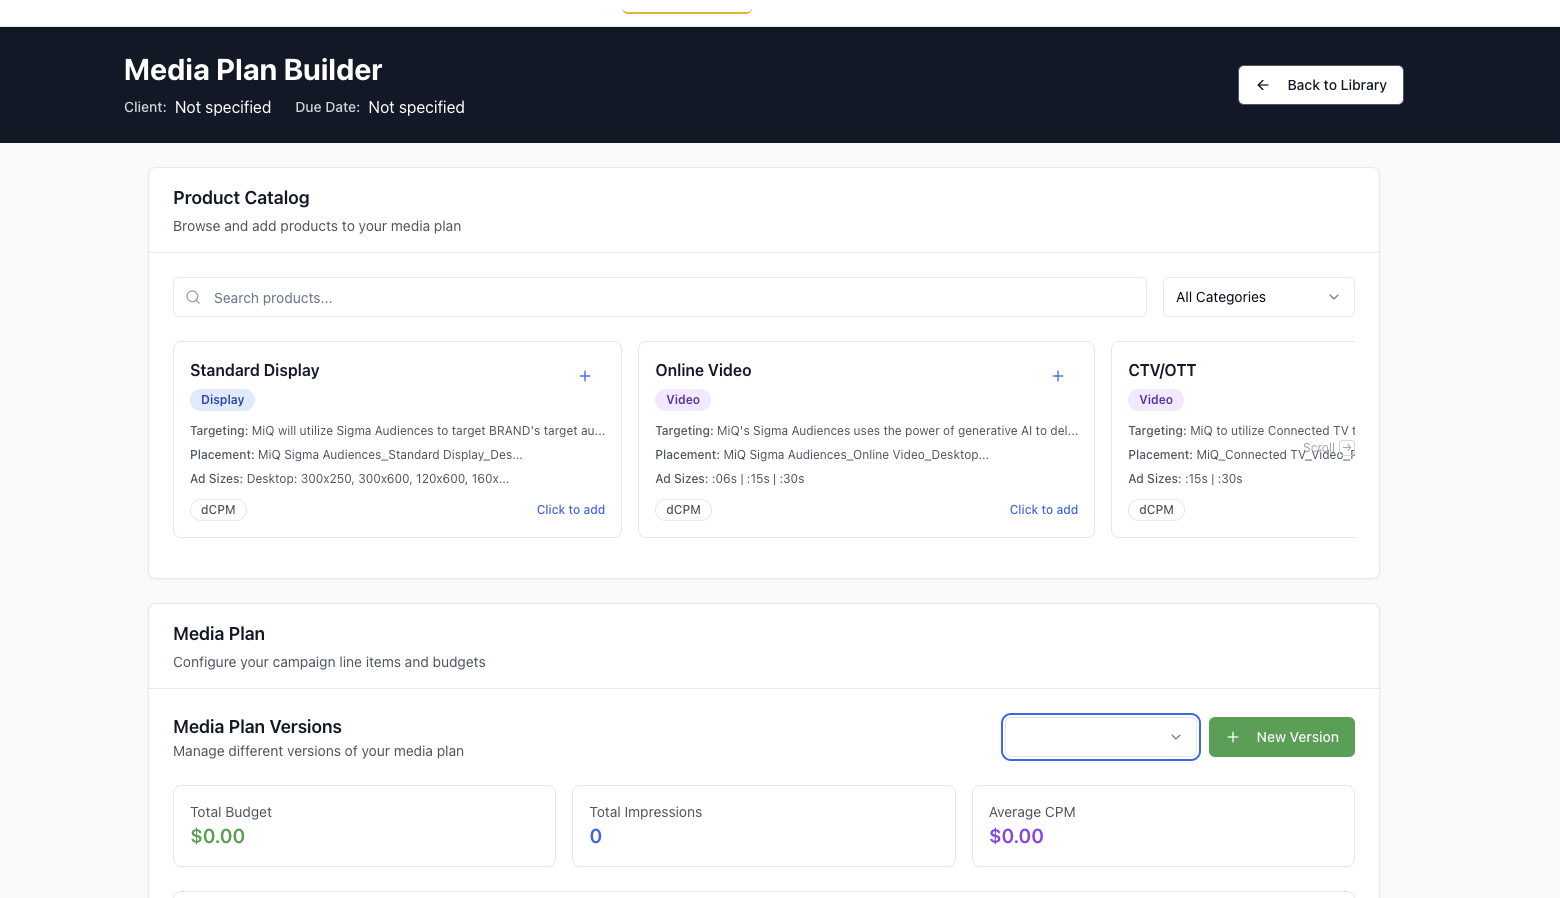 Media Plan Builder
Client: Not specified Due Date: Not specified
Back to Library
Product Catalog
Browse and add products to your media plan
Search products...
All Categories
Standard Display
Display
Targeting: MiQ will utilize Sigma Audiences to target BRAND's target au...
Placement: MiQ Sigma Audiences_Standard Display_Des...
Ad Sizes: Desktop: 300x250, 300x600, 120x600, 160x...
dCPM
Click to add
Online Video
Video
Targeting: MiQ's Sigma Audiences uses the power of generative AI to del...
Placement: MiQ Sigma Audiences_Online Video_Desktop...
Ad Sizes: :06s | :15s | :30s
dCPM
Click to add
CTV/OTT
Video
Targeting: MiQ to utilize Connected TV t
Scroll
Placement: MiQ_Connected TV_Video_
Ad Sizes: :15s | :30s
dCPM
Media Plan
Configure your campaign line items and budgets
Media Plan Versions
Manage different versions of your media plan
New Version
Total Budget
$0.00
Total Impressions
0
Average CPM
$0.00